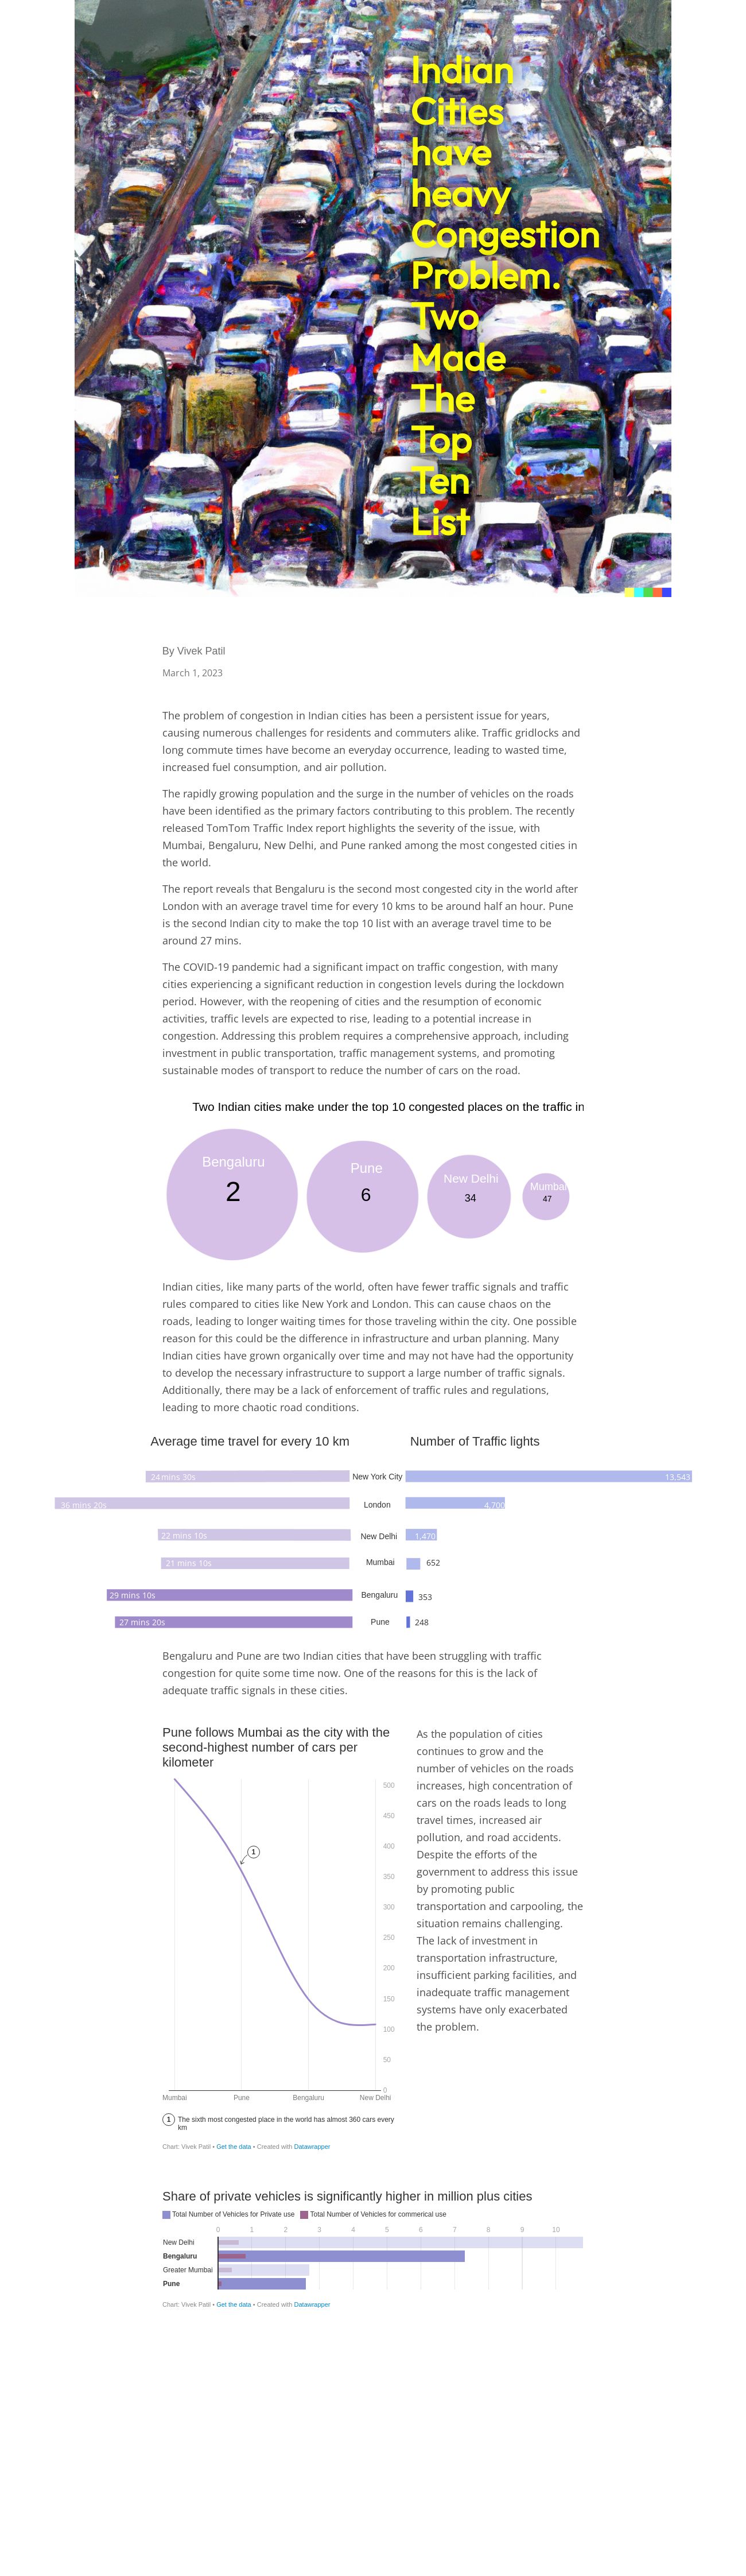 Indian
Cities
have
heavy
Congestion
Problem.
Two
Made
The
Top
Ten
List
By Vivek Patil
March 1, 2023
The problem of congestion in Indian cities has been a persistent issue for years,
causing numerous challenges for residents and commuters alike. Traffic gridlocks and
long commute times have become an everyday occurrence, leading to wasted time,
increased fuel consumption, and air pollution.
The rapidly growing population and the surge in the number of vehicles on the roads
have been identified as the primary factors contributing to this problem. The recently
released TomTom Traffic Index report highlights the severity of the issue, with
Mumbai, Bengaluru, New Delhi, and Pune ranked among the most congested cities in
the world.
The report reveals that Bengaluru is the second most congested city in the world after
London with an average travel time for every 10 kms to be around half an hour. Pune
is the second Indian city to make the top 10 list with an average travel time to be
around 27 mins.
The COVID-19 pandemic had a significant impact on traffic congestion, with many
cities experiencing a significant reduction in congestion levels during the lockdown
period. However, with the reopening of cities and the resumption of economic
activities, traffic levels are expected to rise, leading to a potential increase in
congestion. Addressing this problem requires a comprehensive approach, including
investment in public transportation, traffic management systems, and promoting
sustainable modes of transport to reduce the number of cars on the road.
Two Indian cities make under the top 10 congested places on the traffic in
Bengaluru
2
Pune
6
New Delhi
34
Mumbai
47
Indian cities, like many parts of the world, often have fewer traffic signals and traffic
rules compared to cities like New York and London. This can cause chaos on the
roads, leading to longer waiting times for those traveling within the city. One possible
reason for this could be the difference in infrastructure and urban planning. Many
Indian cities have grown organically over time and may not have had the opportunity
to develop the necessary infrastructure to support a large number of traffic signals.
Additionally, there may be a lack of enforcement of traffic rules and regulations,
leading to more chaotic road conditions.
Average time travel for every 10 km
Number of Traffic lights
24 mins 30s New York City 13,543
36 mins 20s London 4,700
22 mins 10s New Delhi 1,470
21 mins 10s Mumbai 652
29 mins 10s Bengaluru 353
27 mins 20s Pune 248
Bengaluru and Pune are two Indian cities that have been struggling with traffic
congestion for quite some time now. One of the reasons for this is the lack of
adequate traffic signals in these cities.
Pune follows Mumbai as the city with the
second-highest number of cars per
kilometer
500
450
400
350
300
250
200
150
100
50
0
1
Mumbai Pune Bengaluru New Delhi
1 The sixth most congested place in the world has almost 360 cars every
km
Chart: Vivek Patil • Get the data • Created with Datawrapper
As the population of cities
continues to grow and the
number of vehicles on the roads
increases, high concentration of
cars on the roads leads to long
travel times, increased air
pollution, and road accidents.
Despite the efforts of the
government to address this issue
by promoting public
transportation and carpooling, the
situation remains challenging.
The lack of investment in
transportation infrastructure,
insufficient parking facilities, and
inadequate traffic management
systems have only exacerbated
the problem.
Share of private vehicles is significantly higher in million plus cities
Total Number of Vehicles for Private use Total Number of Vehicles for commerical use
0 1 2 3 4 5 6 7 8 9 10
New Delhi
Bengaluru
Greater Mumbai
Pune
Chart: Vivek Patil • Get the data • Created with Datawrapper